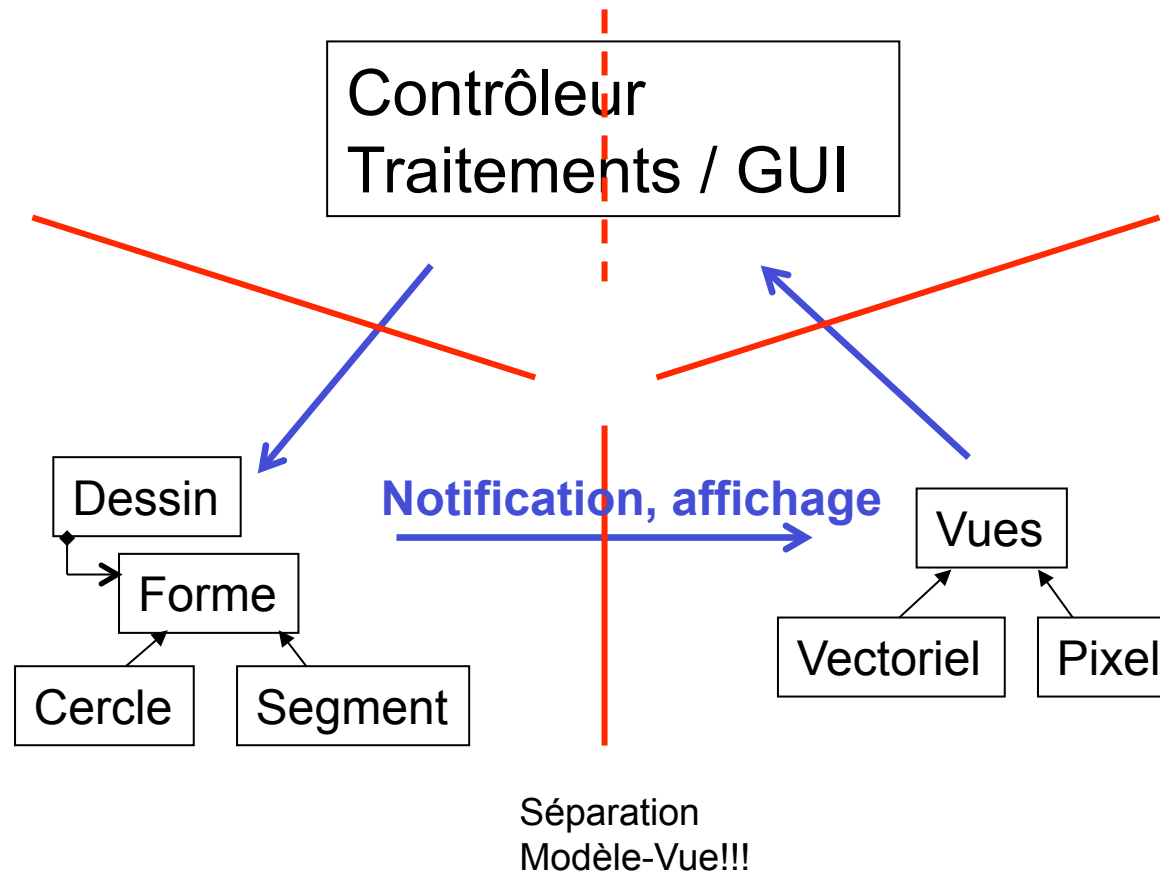 Contrôleur
Traitements / GUI
Dessin
Notification, affichage
Vues
Forme
Vectoriel
Pixel
Cercle
Segment
Séparation
Modèle-Vue!!!